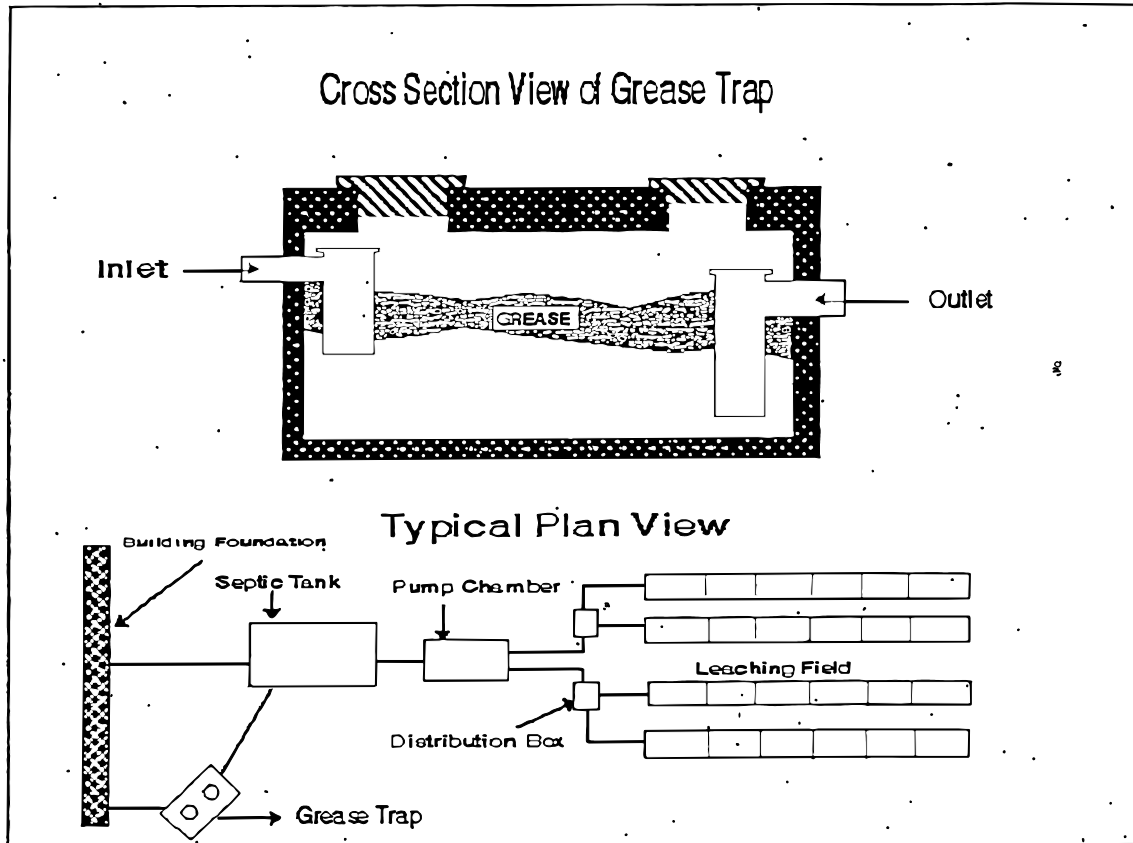 Cross Section View of Grease Trap
Inlet
GREASE
Outlet
Typical Plan View
Building Foundation
Septic Tank
Pump Chamber
Leaching Field
Distribution Box
Grease Trap